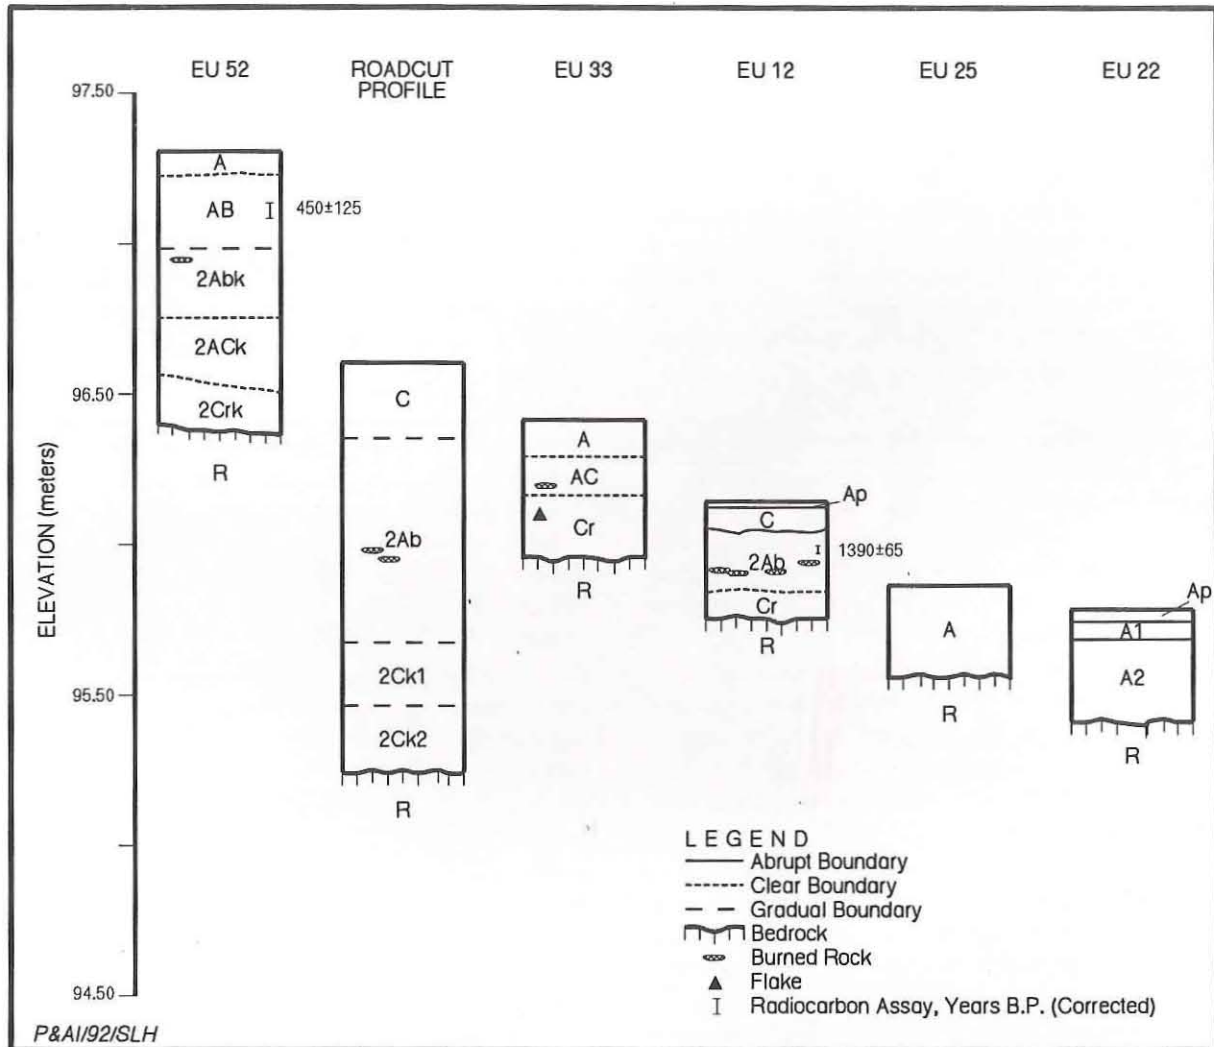 EU 52
ROADCUT
PROFILE
EU 33
EU 12
EU 25
EU 22
97.50
96.50
95.50
94.50
ELEVATION (meters)
A
AB
450±125
2Abk
2ACk
2Crk
R
C
2Ab
2Ck1
2Ck2
R
A
AC
Cr
R
Ap
C
2Ab
1390±65
Cr
R
A
R
Ap
A1
A2
R
LEGEND
Abrupt Boundary
Clear Boundary
Gradual Boundary
Bedrock
Burned Rock
Flake
Radiocarbon Assay, Years B.P. (Corrected)
P&AI/92/SLH